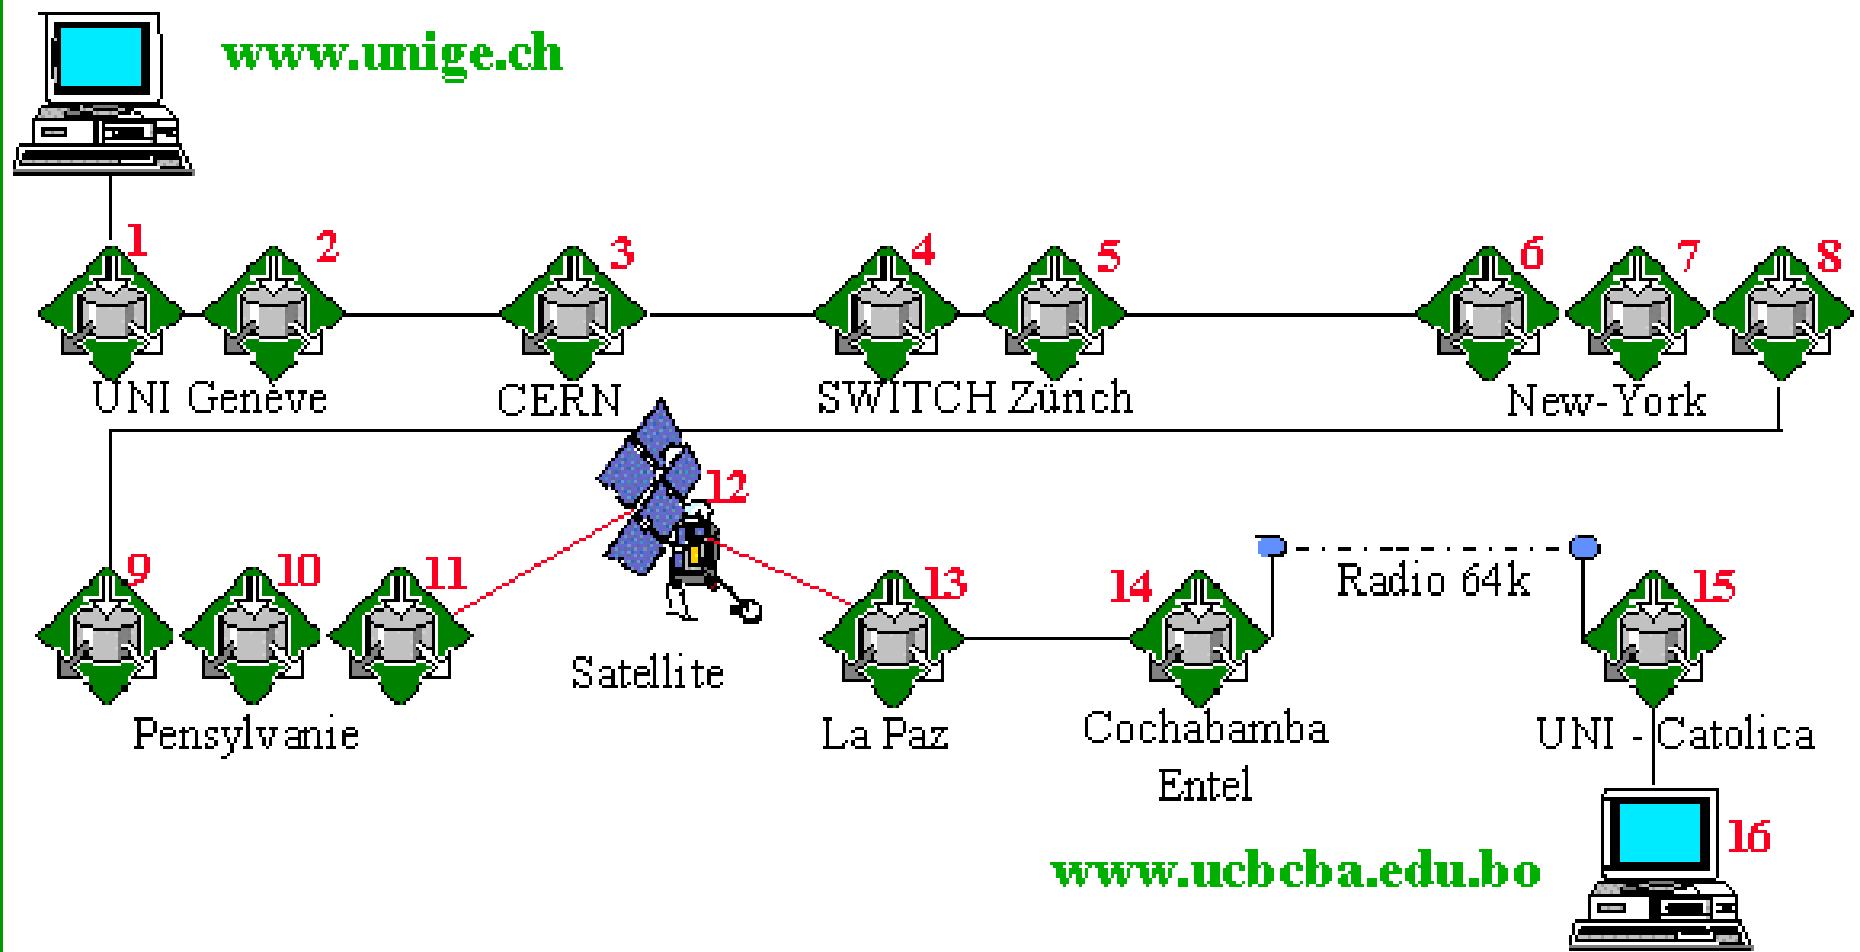 www.unige.ch
1 2 3 4 5 6 7 8
UNI Genève CERN SWITCH Zürich New-York
12
9 10 11 13 14 Radio 64k 15
Satellite
Pensylvanie La Paz Cochabamba UNI - Catolica
Entel
16
www.ucbcba.edu.bo